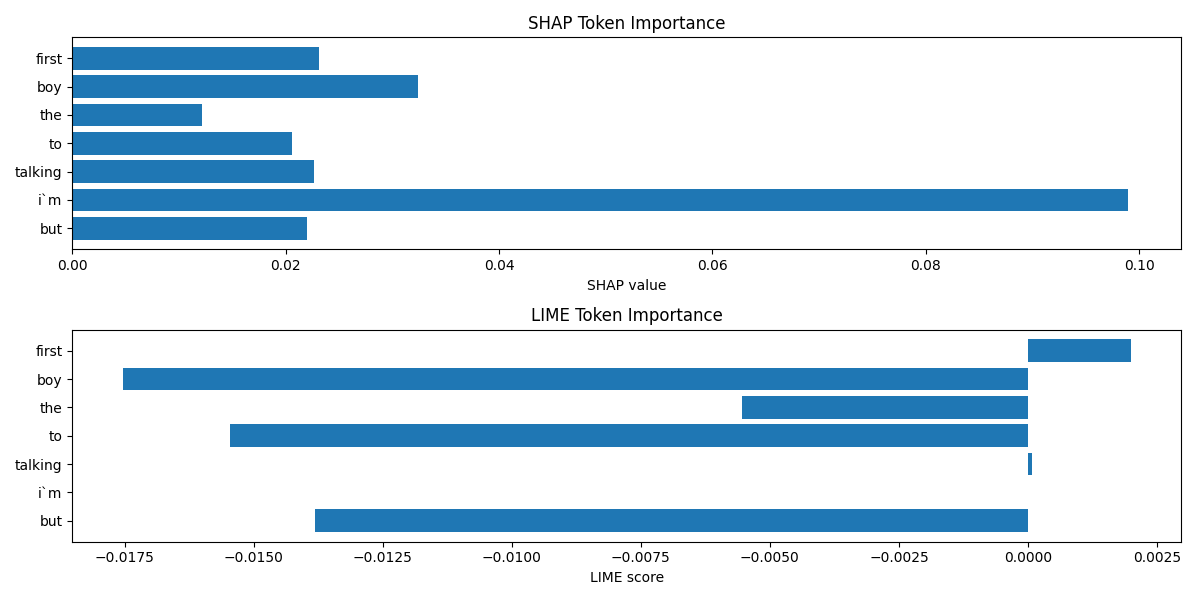 SHAP Token Importance
first
boy
the
to
talking
i`m
but
0.00 0.02 0.04 0.06 0.08 0.10
SHAP value
LIME Token Importance
first
boy
the
to
talking
i`m
but
−0.0175 −0.0150 −0.0125 −0.0100 −0.0075 −0.0050 −0.0025 0.0000 0.0025
LIME score